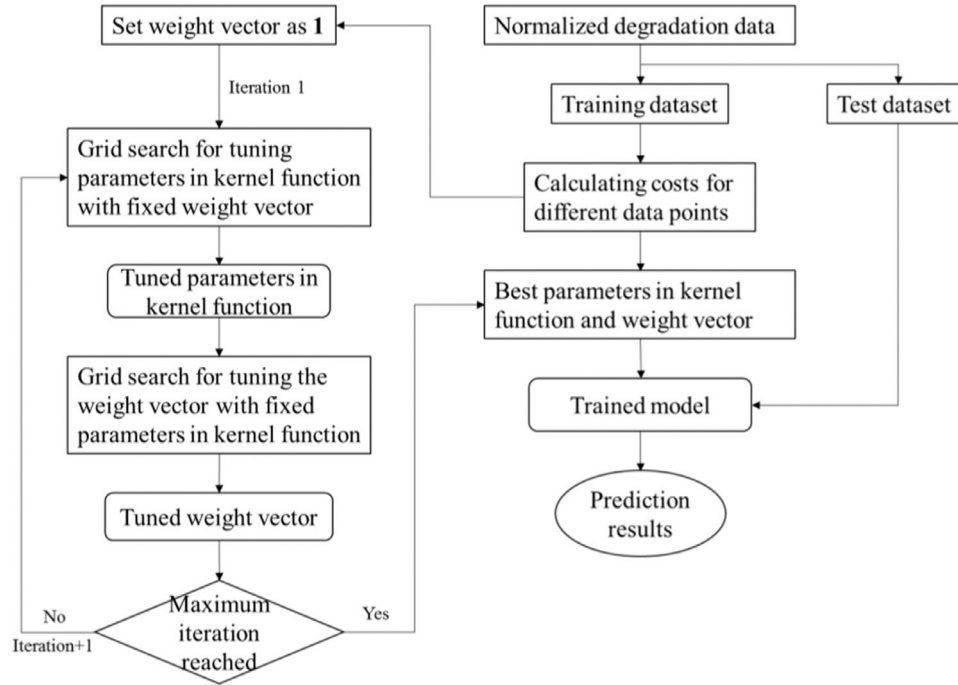 Set weight vector as 1
Iteration 1
Grid search for tuning
parameters in kernel function
with fixed weight vector
Tuned parameters in
kernel function
Grid search for tuning the
weight vector with fixed
parameters in kernel function
Tuned weight vector
Maximum
iteration
reached
No
Iteration+1
Yes
Normalized degradation data
Training dataset
Test dataset
Calculating costs for
different data points
Best parameters in kernel
function and weight vector
Trained model
Prediction
results